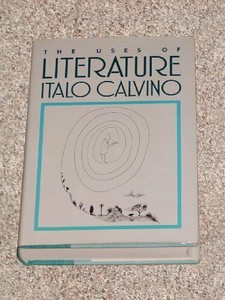 THE USES OF
LITERATURE
ITALO CALVINO